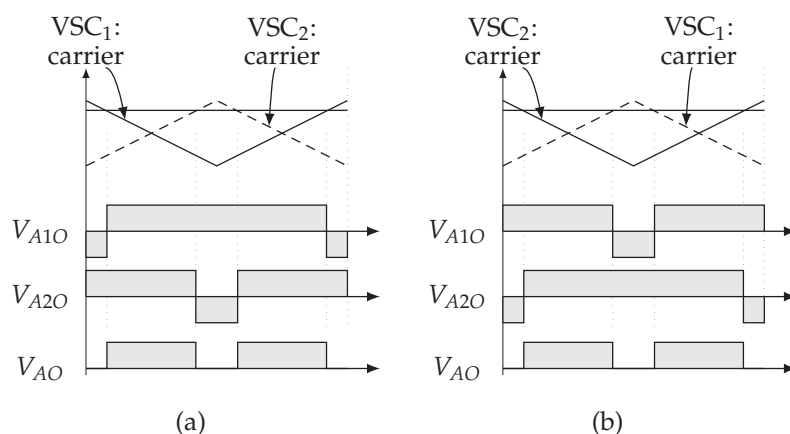 VSC1:
carrier
VSC2:
carrier
VA1O
VA2O
VAO
(a)
VSC2:
carrier
VSC1:
carrier
VA1O
VA2O
VAO
(b)